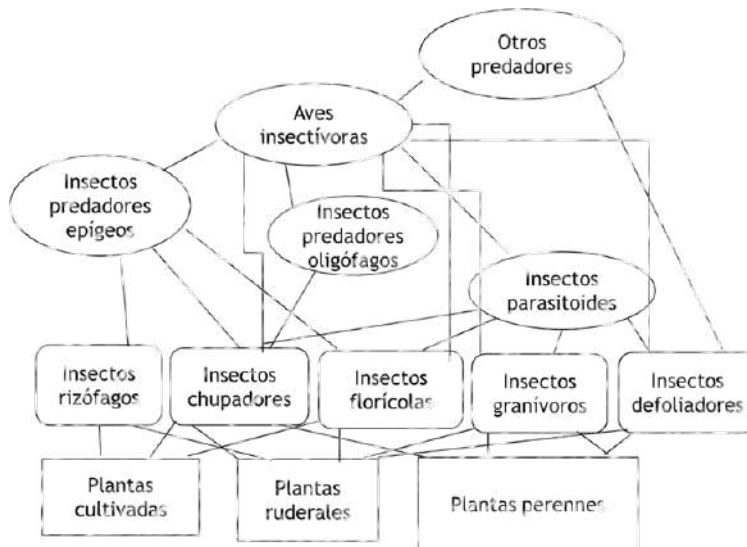 Otros
predadores
Aves
insectívoras
Insectos
predadores
epígeos
Insectos
predadores
oligófagos
Insectos
parasitoides
Insectos
rizófagos
Insectos
chupadores
Insectos
florícolas
Insectos
granívoros
Insectos
defoliadores
Plantas
cultivadas
Plantas
ruderales
Plantas perennes